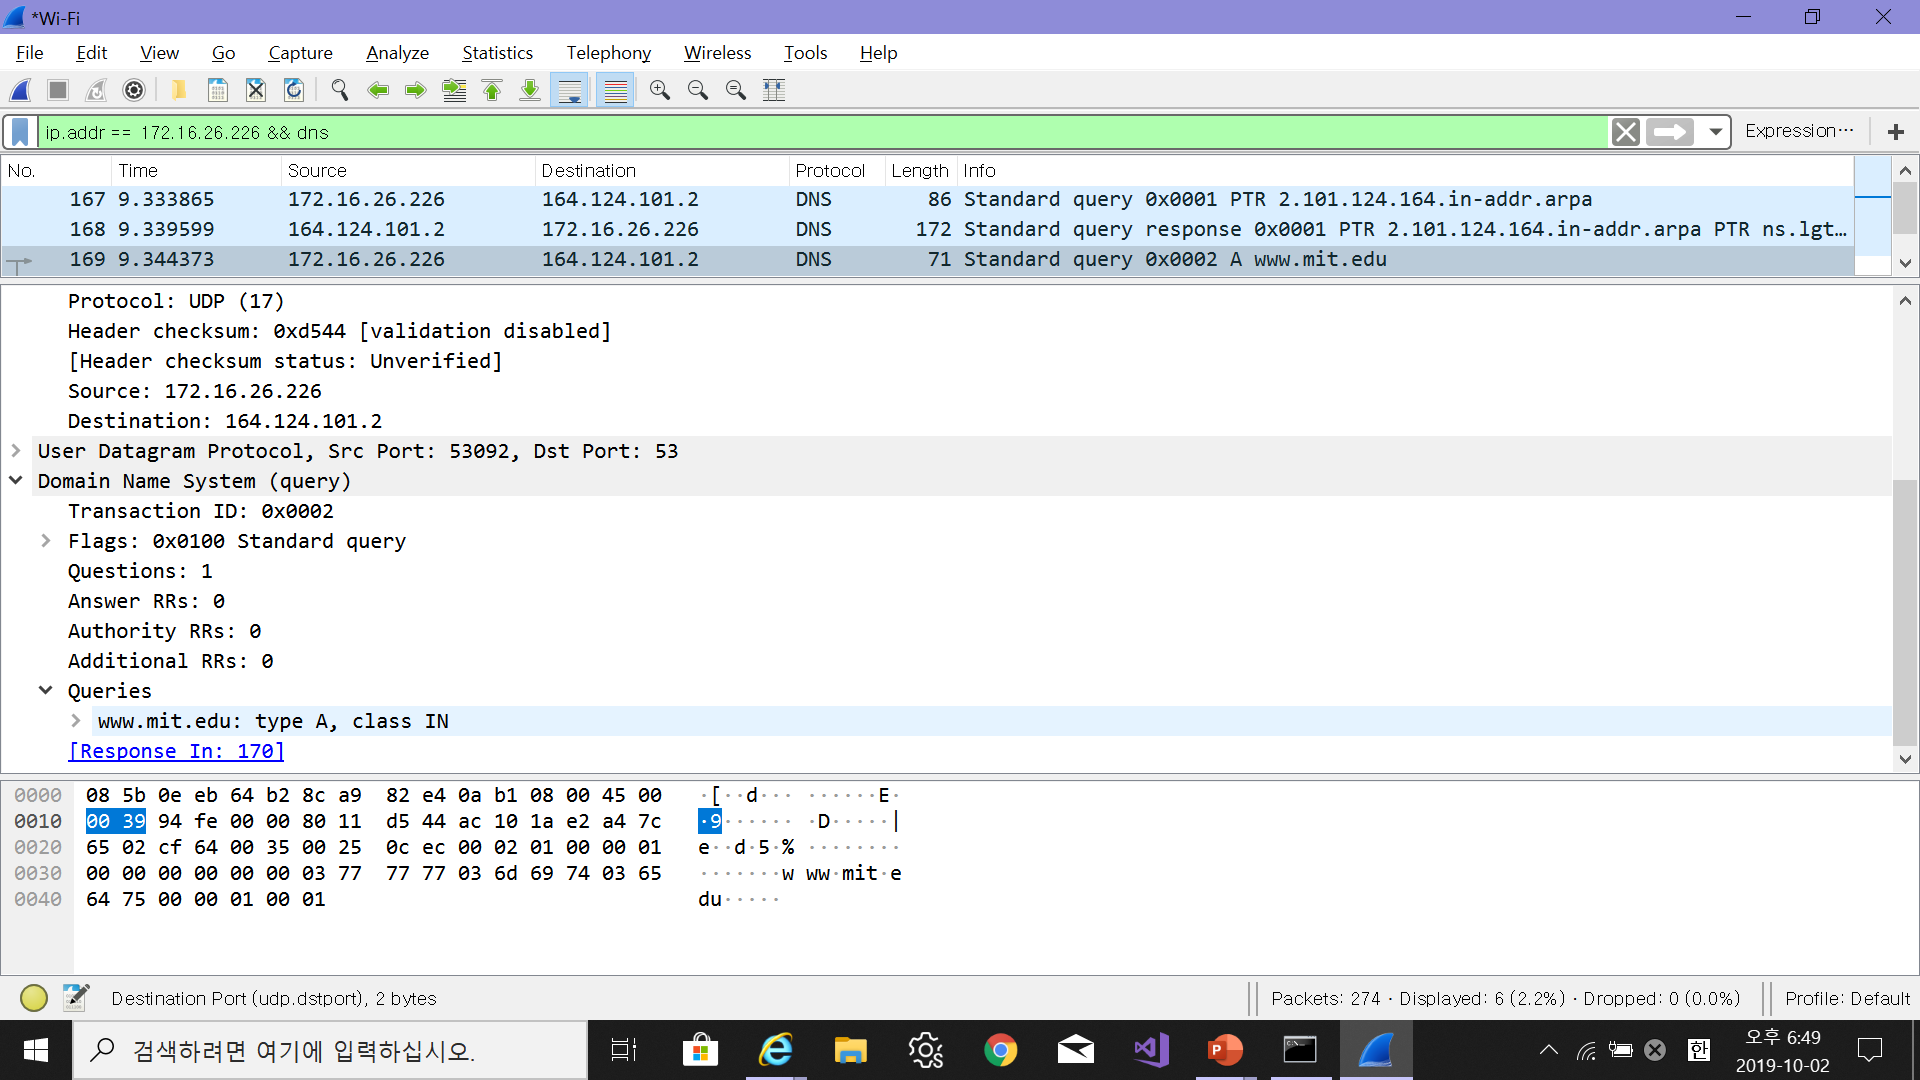 *Wi-Fi
File Edit View Go Capture Analyze Statistics Telephony Wireless Tools Help
ip.addr == 172.16.26.226 && dns
Expression…
No. Time Source Destination Protocol Length Info
167 9.333865 172.16.26.226 164.124.101.2 DNS 86 Standard query 0x0001 PTR 2.101.124.164.in-addr.arpa
168 9.339599 164.124.101.2 172.16.26.226 DNS 172 Standard query response 0x0001 PTR 2.101.124.164.in-addr.arpa PTR ns.lgt…
169 9.344373 172.16.26.226 164.124.101.2 DNS 71 Standard query 0x0002 A www.mit.edu
Protocol: UDP (17)
Header checksum: 0xd544 [validation disabled]
[Header checksum status: Unverified]
Source: 172.16.26.226
Destination: 164.124.101.2
User Datagram Protocol, Src Port: 53092, Dst Port: 53
Domain Name System (query)
Transaction ID: 0x0002
Flags: 0x0100 Standard query
Questions: 1
Answer RRs: 0
Authority RRs: 0
Additional RRs: 0
Queries
www.mit.edu: type A, class IN
[Response In: 170]
0000 08 5b 0e eb 64 b2 8c a9 82 e4 0a b1 08 00 45 00 ·[··d··· ······E·
0010 00 39 94 fe 00 00 80 11 d5 44 ac 10 1a e2 a4 7c ·9······ ·D·····|
0020 65 02 cf 64 00 35 00 25 0c ec 00 02 01 00 00 01 e··d·5·% ········
0030 00 00 00 00 00 00 03 77 77 77 03 6d 69 74 03 65 ·······w ww·mit·e
0040 64 75 00 00 01 00 01 du·····
Destination Port (udp.dstport), 2 bytes
Packets: 274 · Displayed: 6 (2.2%) · Dropped: 0 (0.0%)
Profile: Default
검색하려면 여기에 입력하십시오.
한
오후 6:49
2019-10-02